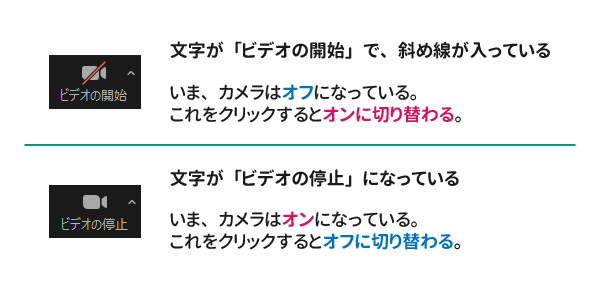 文字が「ビデオの開始」で、斜め線が入っている
ビデオの開始
いま、カメラはオフになっている。
これをクリックするとオンに切り替わる。
文字が「ビデオの停止」になっている
ビデオの停止
いま、カメラはオンになっている。
これをクリックするとオフに切り替わる。